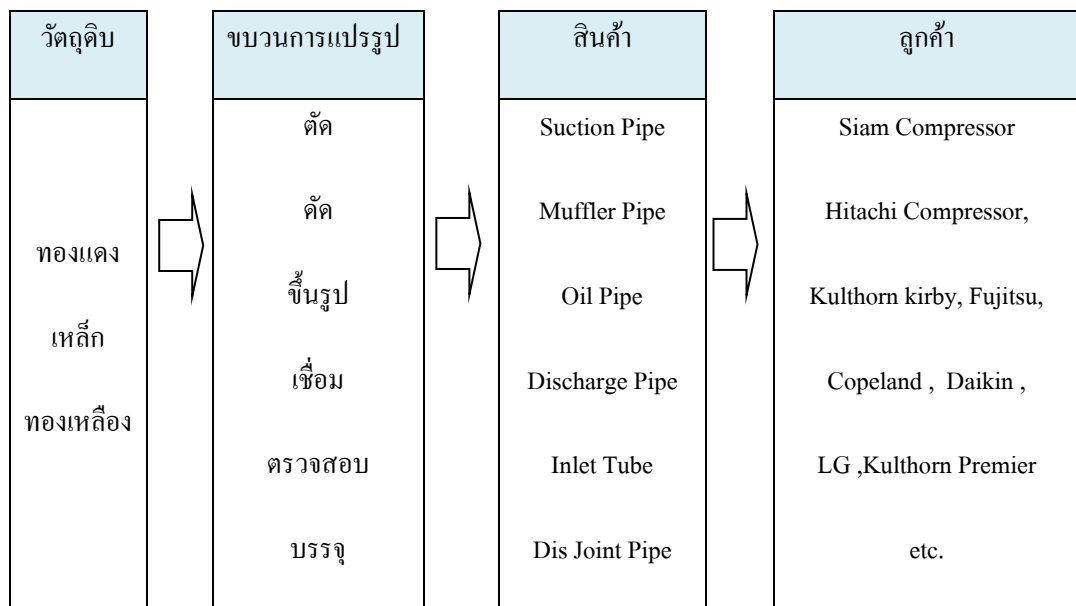 วัตถุดิบ
ทองแดง
เหล็ก
ทองเหลือง
ขบวนการแปรรูป
ตัด
ดัด
ขึ้นรูป
เชื่อม
ตรวจสอบ
บรรจุ
สินค้า
Suction Pipe
Muffler Pipe
Oil Pipe
Discharge Pipe
Inlet Tube
Dis Joint Pipe
ลูกค้า
Siam Compressor
Hitachi Compressor,
Kulthorn kirby, Fujitsu,
Copeland , Daikin ,
LG ,Kulthorn Premier
etc.